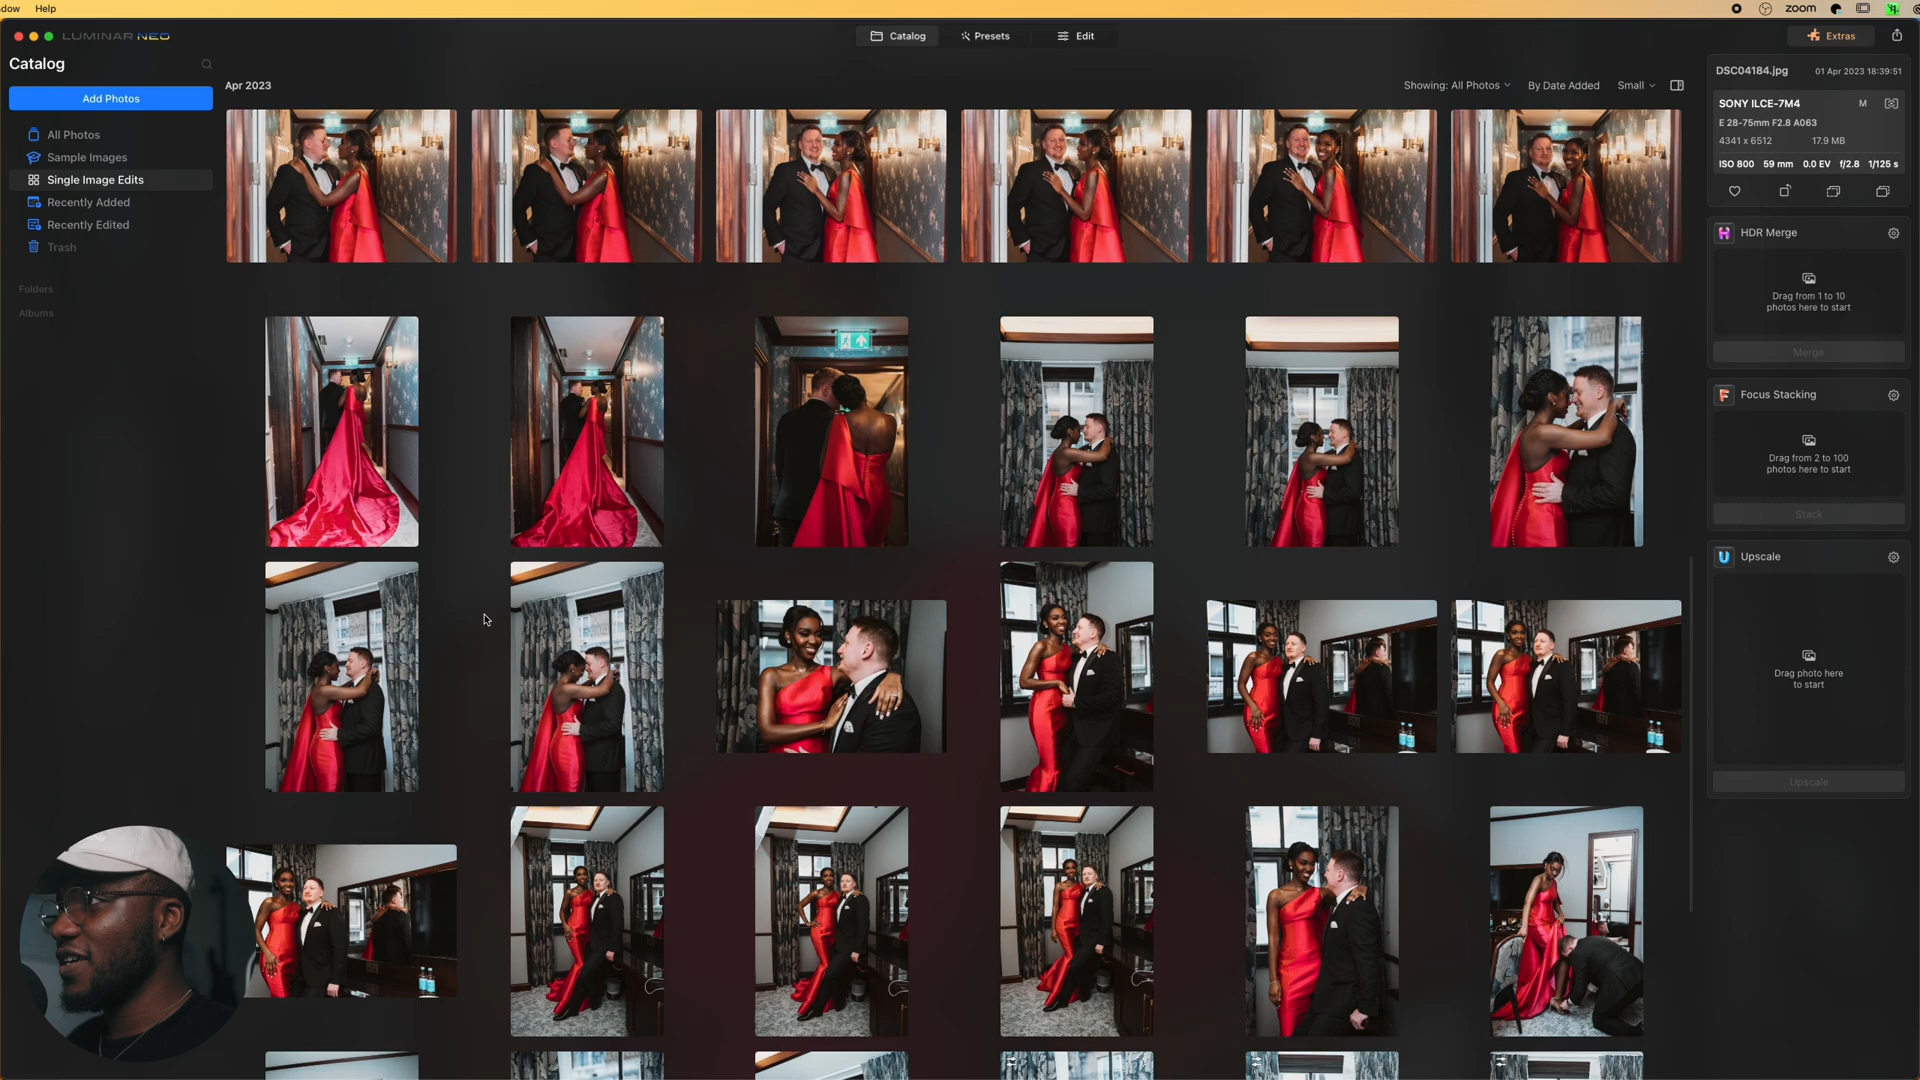 dow Help
zoom
LUMINAR NEO
Catalog Presets Edit
Extras
Catalog
Add Photos
All Photos
Sample Images
Single Image Edits
Recently Added
Recently Edited
Trash
Folders
Albums
Apr 2023
Showing: All Photos By Date Added Small
DSC04184.jpg 01 Apr 2023 18:39:51
SONY ILCE-7M4 M
E 28-75mm F2.8 A063
4341 x 6512 17.9 MB
ISO 800 59 mm 0.0 EV f/2.8 1/125 s
HDR Merge
Drag from 1 to 10
photos here to start
Merge
Focus Stacking
Drag from 2 to 100
photos here to start
Stack
Upscale
Drag photo here
to start
Upscale